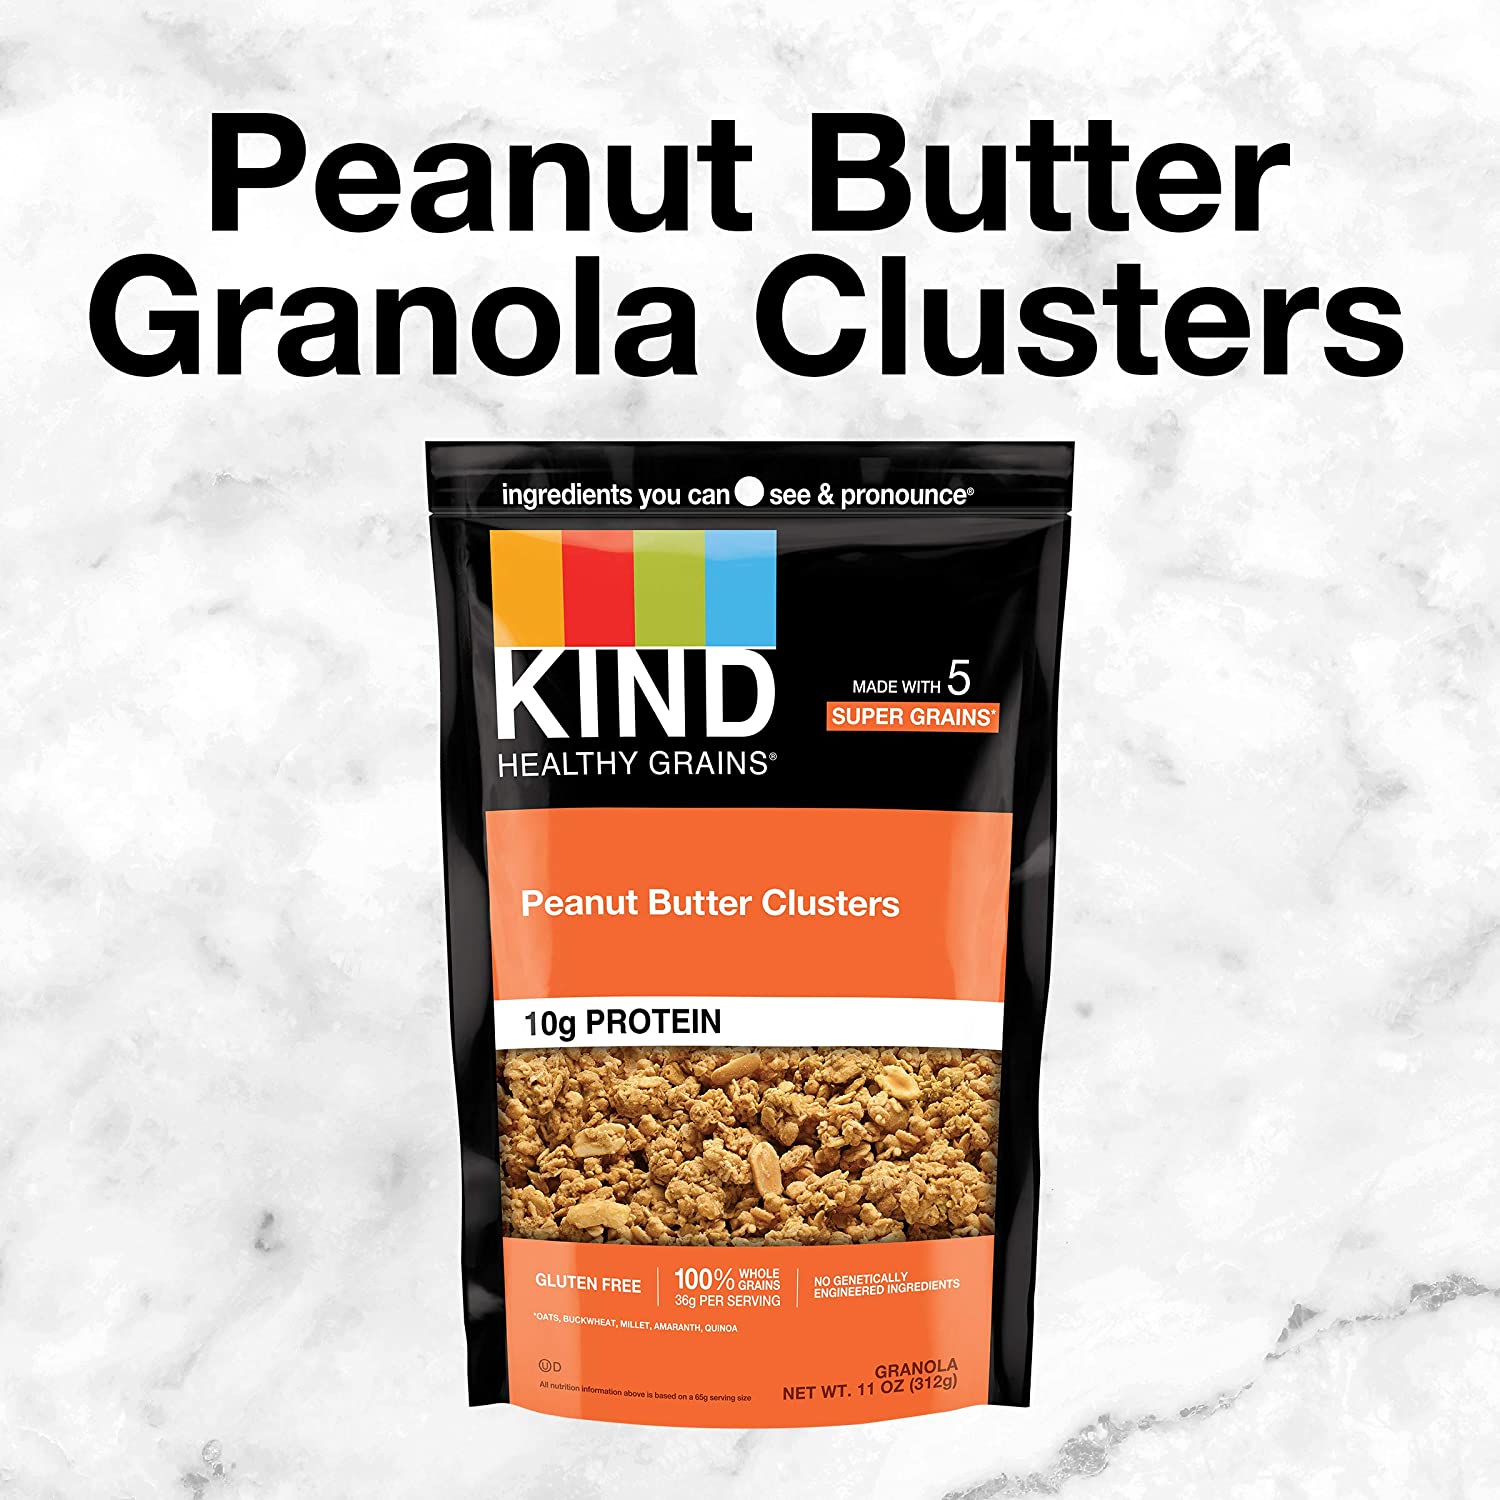 Peanut Butter
Granola Clusters
ingredients you can see & pronounce®
KIND
HEALTHY GRAINS®
MADE WITH 5
SUPER GRAINS*
Peanut Butter Clusters
10g PROTEIN
GLUTEN FREE
100% WHOLE GRAINS
36g PER SERVING
NO GENETICALLY
ENGINEERED INGREDIENTS
*OATS, BUCKWHEAT, MILLET, AMARANTH, QUINOA
UD
All nutrition information above is based on a 65g serving size
GRANOLA
NET WT. 11 OZ (312g)